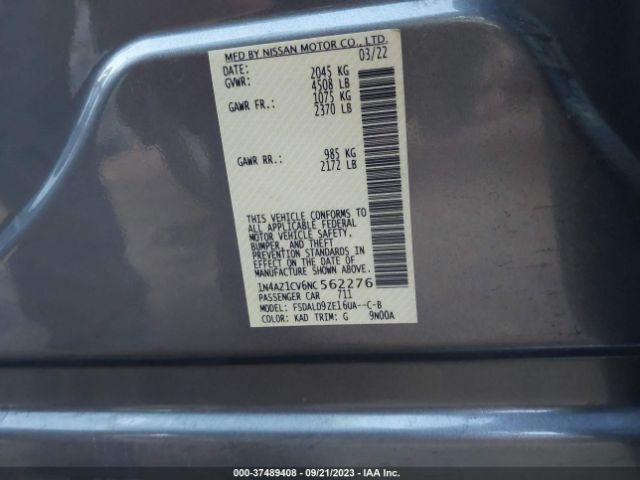 MFD BY NISSAN MOTOR CO., LTD.
DATE: 03/22
GVWR: 2045 KG
4508 LB
GAWR FR.: 1075 KG
2370 LB
GAWR RR.: 985 KG
2172 LB
THIS VEHICLE CONFORMS TO
ALL APPLICABLE FEDERAL
MOTOR VEHICLE SAFETY,
BUMPER, AND THEFT
PREVENTION STANDARDS IN
EFFECT ON THE DATE OF
MANUFACTURE SHOWN ABOVE.
1N4AZ1CV6NC 562276
PASSENGER CAR 711
MODEL: FSDALD9ZE16UA--C-B
COLOR: KAD TRIM: G 9N00A
00-37489408 - 09/21/2023 - IAA Inc.